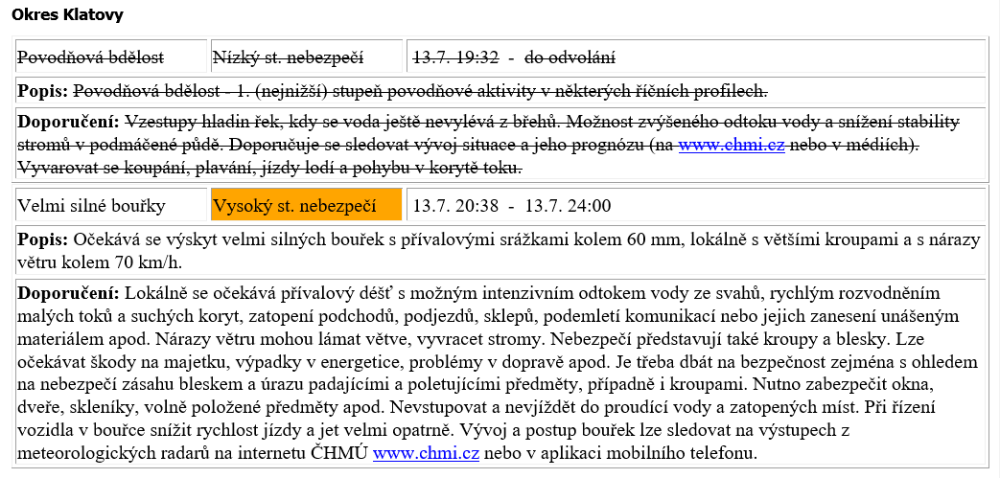 Okres Klatovy
Povodňová bdělost Nízký st. nebezpečí 13.7. 19:32 - do odvolání
Popis: Povodňová bdělost - 1. (nejnižší) stupeň povodňové aktivity v některých říčních profilech.
Doporučení: Vzestupy hladin řek, kdy se voda ještě nevylévá z břehů. Možnost zvýšeného odtoku vody a snížení stability
stromů v podmáčené půdě. Doporučuje se sledovat vývoj situace a jeho prognózu (na www.chmi.cz nebo v médiích).
Vyvarovat se koupání, plavání, jízdy lodí a pohybu v korytě toku.
Velmi silné bouřky Vysoký st. nebezpečí 13.7. 20:38 - 13.7. 24:00
Popis: Očekává se výskyt velmi silných bouřek s přívalovými srážkami kolem 60 mm, lokálně s většími kroupami a s nárazy
větru kolem 70 km/h.
Doporučení: Lokálně se očekává přívalový déšť s možným intenzivním odtokem vody ze svahů, rychlým rozvodněním
malých toků a suchých koryt, zatopení podchodů, podjezdů, sklepů, podemletí komunikací nebo jejich zanesení unášeným
materiálem apod. Nárazy větru mohou lámat větve, vyvracet stromy. Nebezpečí představují také kroupy a blesky. Lze
očekávat škody na majetku, výpadky v energetice, problémy v dopravě apod. Je třeba dbát na bezpečnost zejména s ohledem
na nebezpečí zásahu bleskem a úrazu padajícími a poletujícími předměty, případně i kroupami. Nutno zabezpečit okna,
dveře, skleníky, volně položené předměty apod. Nevstupovat a nevjíždět do proudící vody a zatopených míst. Při řízení
vozidla v bouřce snížit rychlost jízdy a jet velmi opatrně. Vývoj a postup bouřek lze sledovat na výstupech z
meteorologických radarů na internetu ČHMÚ www.chmi.cz nebo v aplikaci mobilního telefonu.